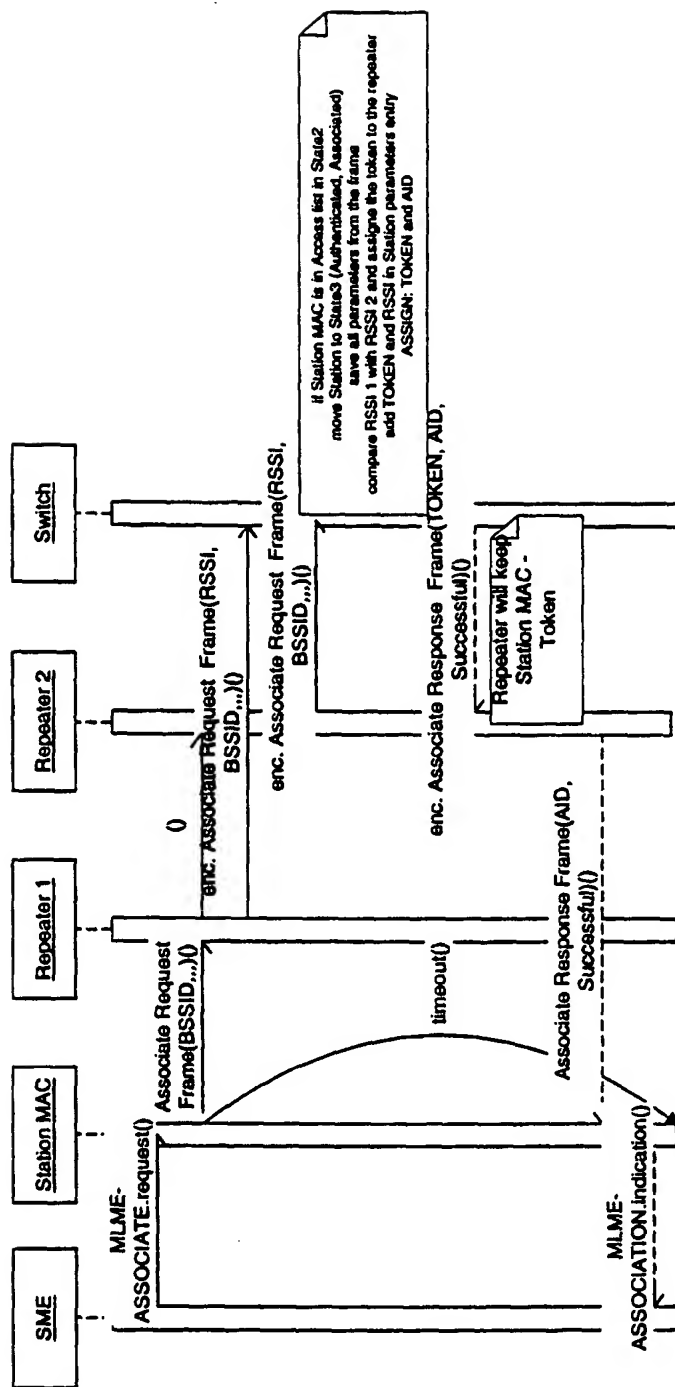 SME
Station MAC
Repeater 1
Repeater 2
Switch
MLME-
ASSOCIATE.request()
Associate Request
Frame(BSSID,,,)()
()
enc. Associate Request Frame(RSSI,
BSSID,,,)()
enc. Associate Request Frame(RSSI,
BSSID,,,)()
if Station MAC is in Access list in State2
move Station to State3 (Authenticated, Associated)
save all parameters from the frame
compare RSSI 1 with RSSI 2 and assigne the token to the repeater
add TOKEN and RSSI in Station parameters entry
ASSIGN: TOKEN and AID
timeout()
enc. Associate Response Frame(TOKEN, AID,
Successful)()
Repeater will keep
Station MAC -
Token
Associate Response Frame(AID,
Successful)()
MLME-
ASSOCIATION.indication()